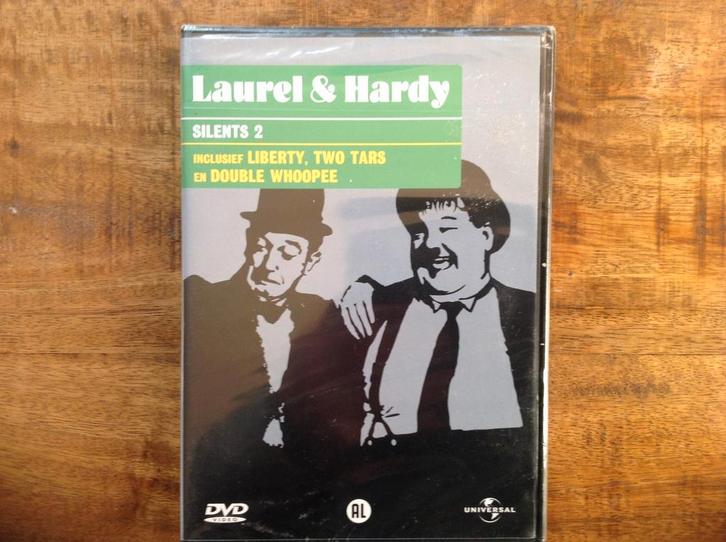 Laurel & Hardy
SILENTS 2
INCLUSIEF LIBERTY, TWO TARS
EN DOUBLE WHOOPEE
DVD
VIDEO
AL
UNIVERSAL